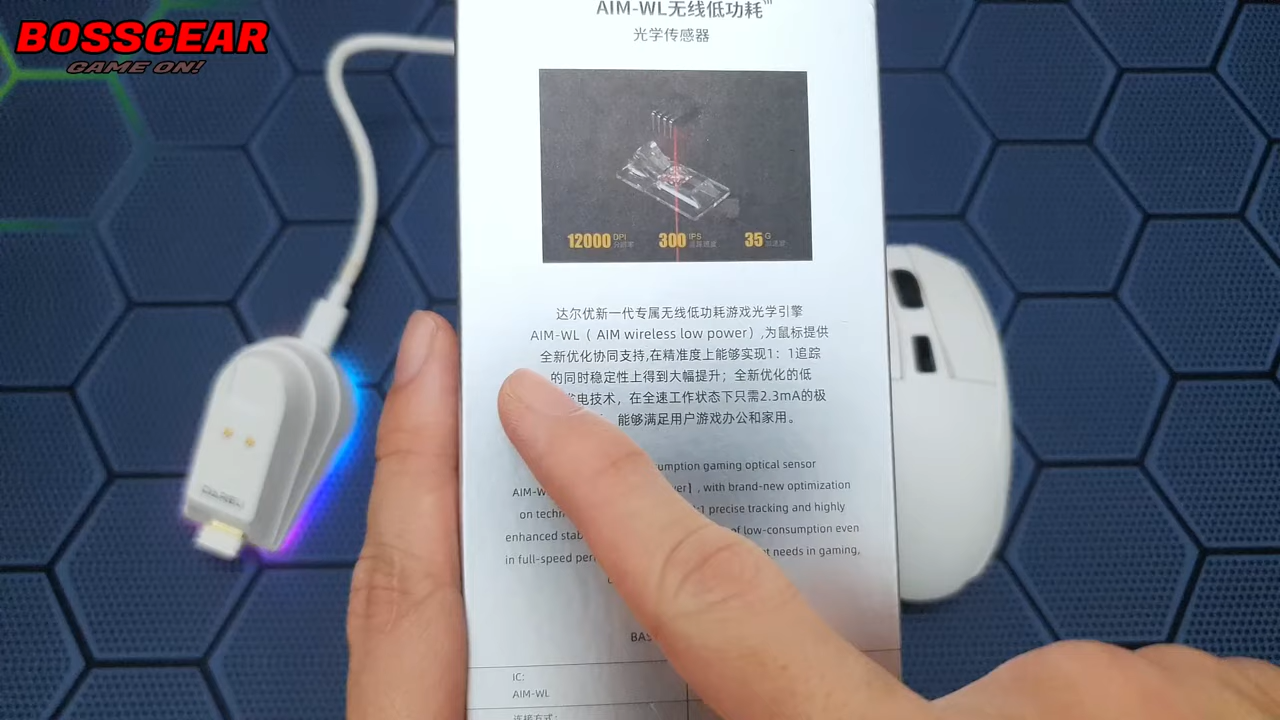 BOSSGEAR
GAME ON!
AIM-WL无线低功耗
光学传感器
12000 DPI
300 IPS
35 G
达尔优新一代专属无线低功耗游戏光学引擎
AIM-WL（ AIM wireless low power）,为鼠标提供
全新优化协同支持,在精准度上能够实现1：1追踪
的同时稳定性上得到大幅提升；全新优化的低
电技术，在全速工作状态下只需2.3mA的极
能够满足用户游戏办公和家用。
gaming optical sensor
with brand-new optimization
on
precise tracking and highly
enhanced
of low-consumption even
in full-speed
needs in gaming,
IC:
AIM-WL
连接方式: